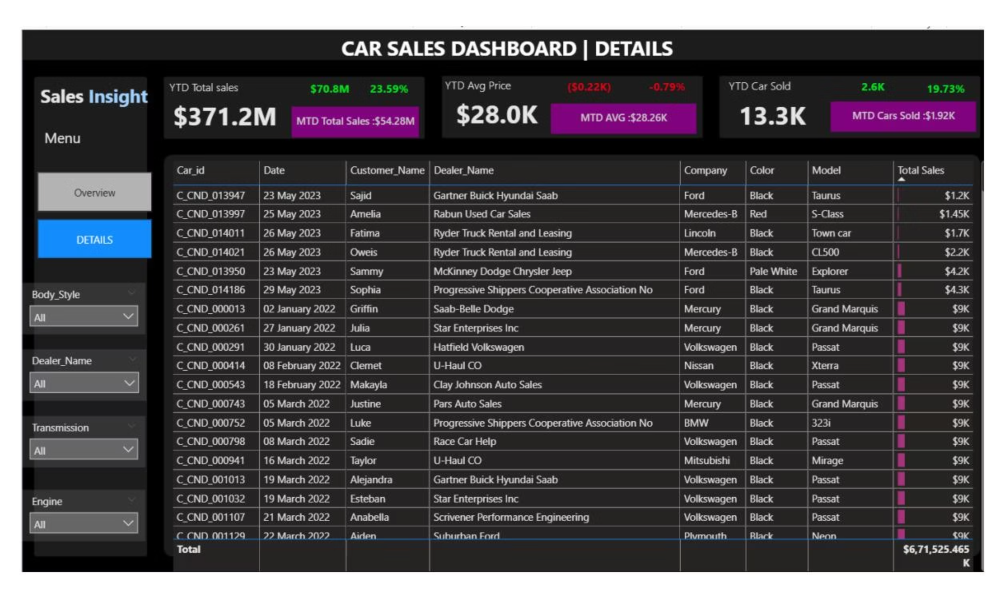 CAR SALES DASHBOARD | DETAILS
Sales Insight
Menu
Overview
DETAILS
Body_Style
All
Dealer_Name
All
Transmission
All
Engine
All
YTD Total sales $70.8M 23.59%
$371.2M MTD Total Sales :$54.28M
YTD Avg Price ($0.22K) -0.79%
$28.0K MTD AVG :$28.26K
YTD Car Sold 2.6K 19.73%
13.3K MTD Cars Sold :$1.92K
Car_id Date Customer_Name Dealer_Name Company Color Model Total Sales
C_CND_013947 23 May 2023 Sajid Gartner Buick Hyundai Saab Ford Black Taurus $1.2K
C_CND_013997 25 May 2023 Amelia Rabun Used Car Sales Mercedes-B Red S-Class $1.45K
C_CND_014011 26 May 2023 Fatima Ryder Truck Rental and Leasing Lincoln Black Town car $1.7K
C_CND_014021 26 May 2023 Oweis Ryder Truck Rental and Leasing Mercedes-B Black CL500 $2.2K
C_CND_013950 23 May 2023 Sammy McKinney Dodge Chrysler Jeep Ford Pale White Explorer $4.2K
C_CND_014186 29 May 2023 Sophia Progressive Shippers Cooperative Association No Ford Black Taurus $4.3K
C_CND_000013 02 January 2022 Griffin Saab-Belle Dodge Mercury Black Grand Marquis $9K
C_CND_000261 27 January 2022 Julia Star Enterprises Inc Mercury Black Grand Marquis $9K
C_CND_000291 30 January 2022 Luca Hatfield Volkswagen Volkswagen Black Passat $9K
C_CND_000414 08 February 2022 Clemet U-Haul CO Nissan Black Xterra $9K
C_CND_000543 18 February 2022 Makayla Clay Johnson Auto Sales Volkswagen Black Passat $9K
C_CND_000743 05 March 2022 Justine Pars Auto Sales Mercury Black Grand Marquis $9K
C_CND_000752 05 March 2022 Luke Progressive Shippers Cooperative Association No BMW Black 323i $9K
C_CND_000798 08 March 2022 Sadie Race Car Help Volkswagen Black Passat $9K
C_CND_000941 16 March 2022 Taylor U-Haul CO Mitsubishi Black Mirage $9K
C_CND_001013 19 March 2022 Alejandra Gartner Buick Hyundai Saab Volkswagen Black Passat $9K
C_CND_001032 19 March 2022 Esteban Star Enterprises Inc Volkswagen Black Passat $9K
C_CND_001107 21 March 2022 Anabella Scrivener Performance Engineering Volkswagen Black Passat $9K
C_CND_001129 22 March 2022 Aiden Suburban Ford Plymouth Black Neon $9K
Total $6,71,525.465
K